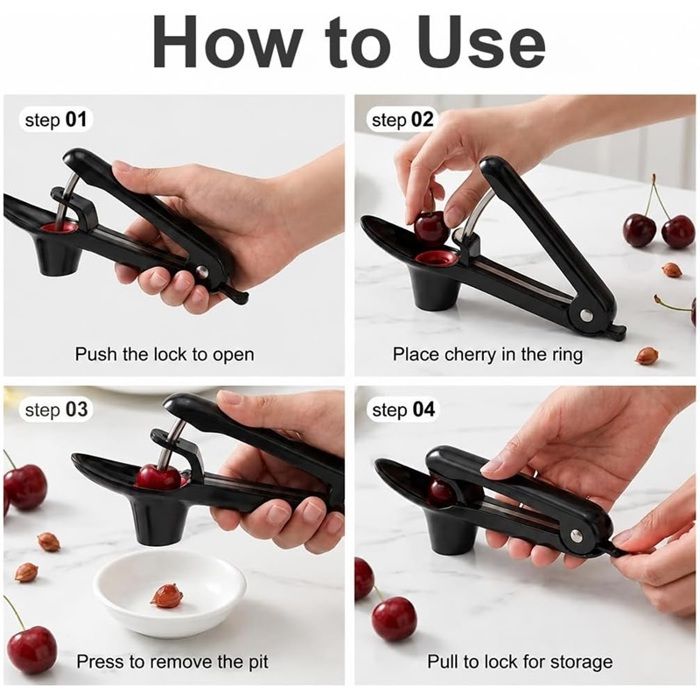 How to Use
step 01
Push the lock to open
step 02
Place cherry in the ring
step 03
Press to remove the pit
step 04
Pull to lock for storage